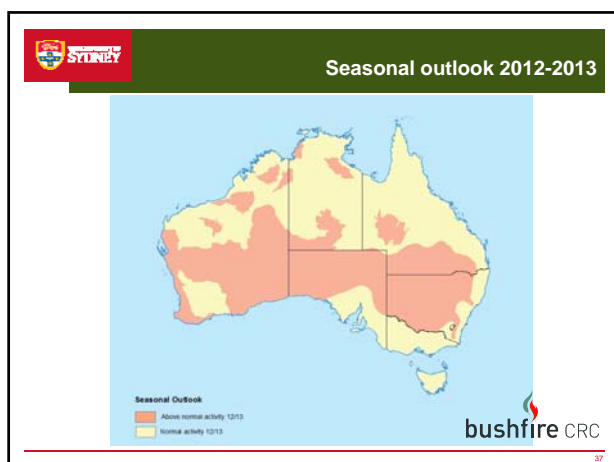 SYDNEY
Seasonal outlook 2012-2013
Seasonal Outlook
Above normal activity 12/13
Normal activity 12/13
bushfire CRC
37